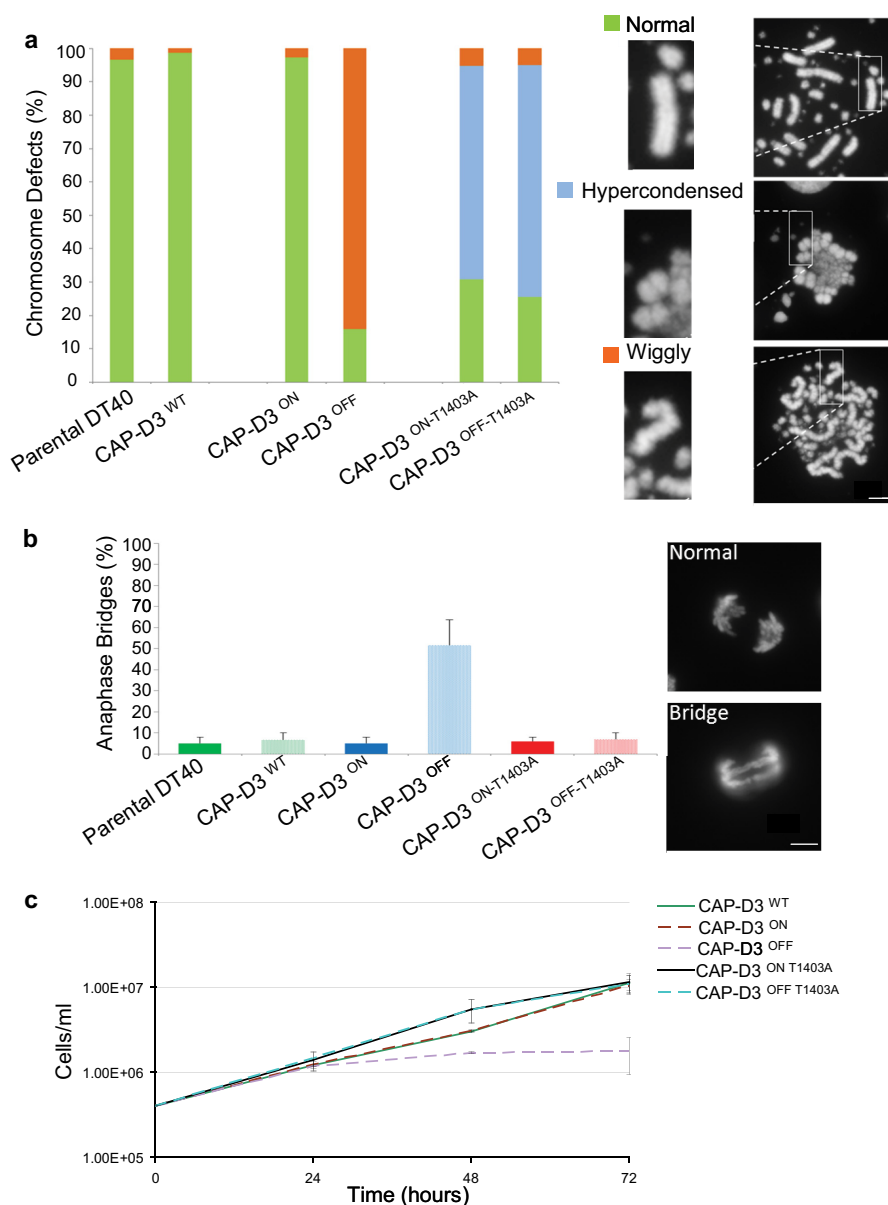 a
Chromosome Defects (%)
100
90
80
70
60
50
40
30
20
10
0
Parental DT40
CAP-D3 WT
CAP-D3 ON
CAP-D3 OFF
CAP-D3 ON-T1403A
CAP-D3 OFF-T1403A
Normal
Hypercondensed
Wiggly
b
Anaphase Bridges (%)
100
90
80
70
60
50
40
30
20
10
0
Parental DT40
CAP-D3 WT
CAP-D3 ON
CAP-D3 OFF
CAP-D3 ON-T1403A
CAP-D3 OFF-T1403A
Normal
Bridge
c
Cells/ml
1.00E+08
1.00E+07
1.00E+06
1.00E+05
0
24
48
72
Time (hours)
CAP-D3 WT
CAP-D3 ON
CAP-D3 OFF
CAP-D3 ON T1403A
CAP-D3 OFF T1403A